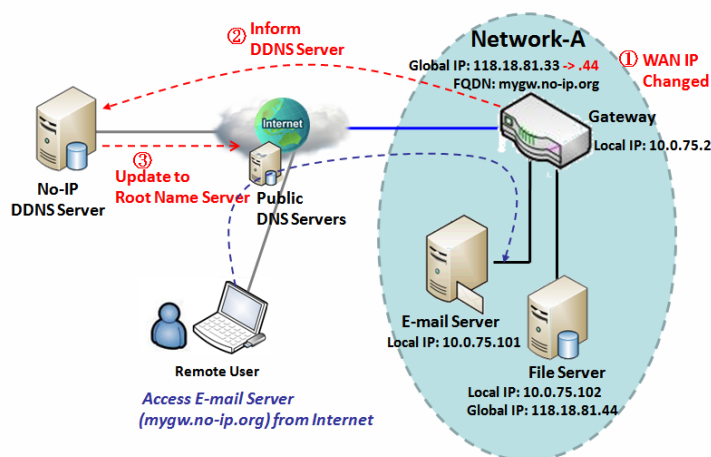 ② Inform
DDNS Server
Network-A
Global IP: 118.18.81.33 -> .44
FQDN: mygw.no-ip.org
① WAN IP
Changed
Gateway
Local IP: 10.0.75.2
Internet
③
Update to
Root Name Server
No-IP
DDNS Server
Public
DNS Servers
E-mail Server
Local IP: 10.0.75.101
File Server
Local IP: 10.0.75.102
Global IP: 118.18.81.44
Remote User
Access E-mail Server
(mygw.no-ip.org) from Internet